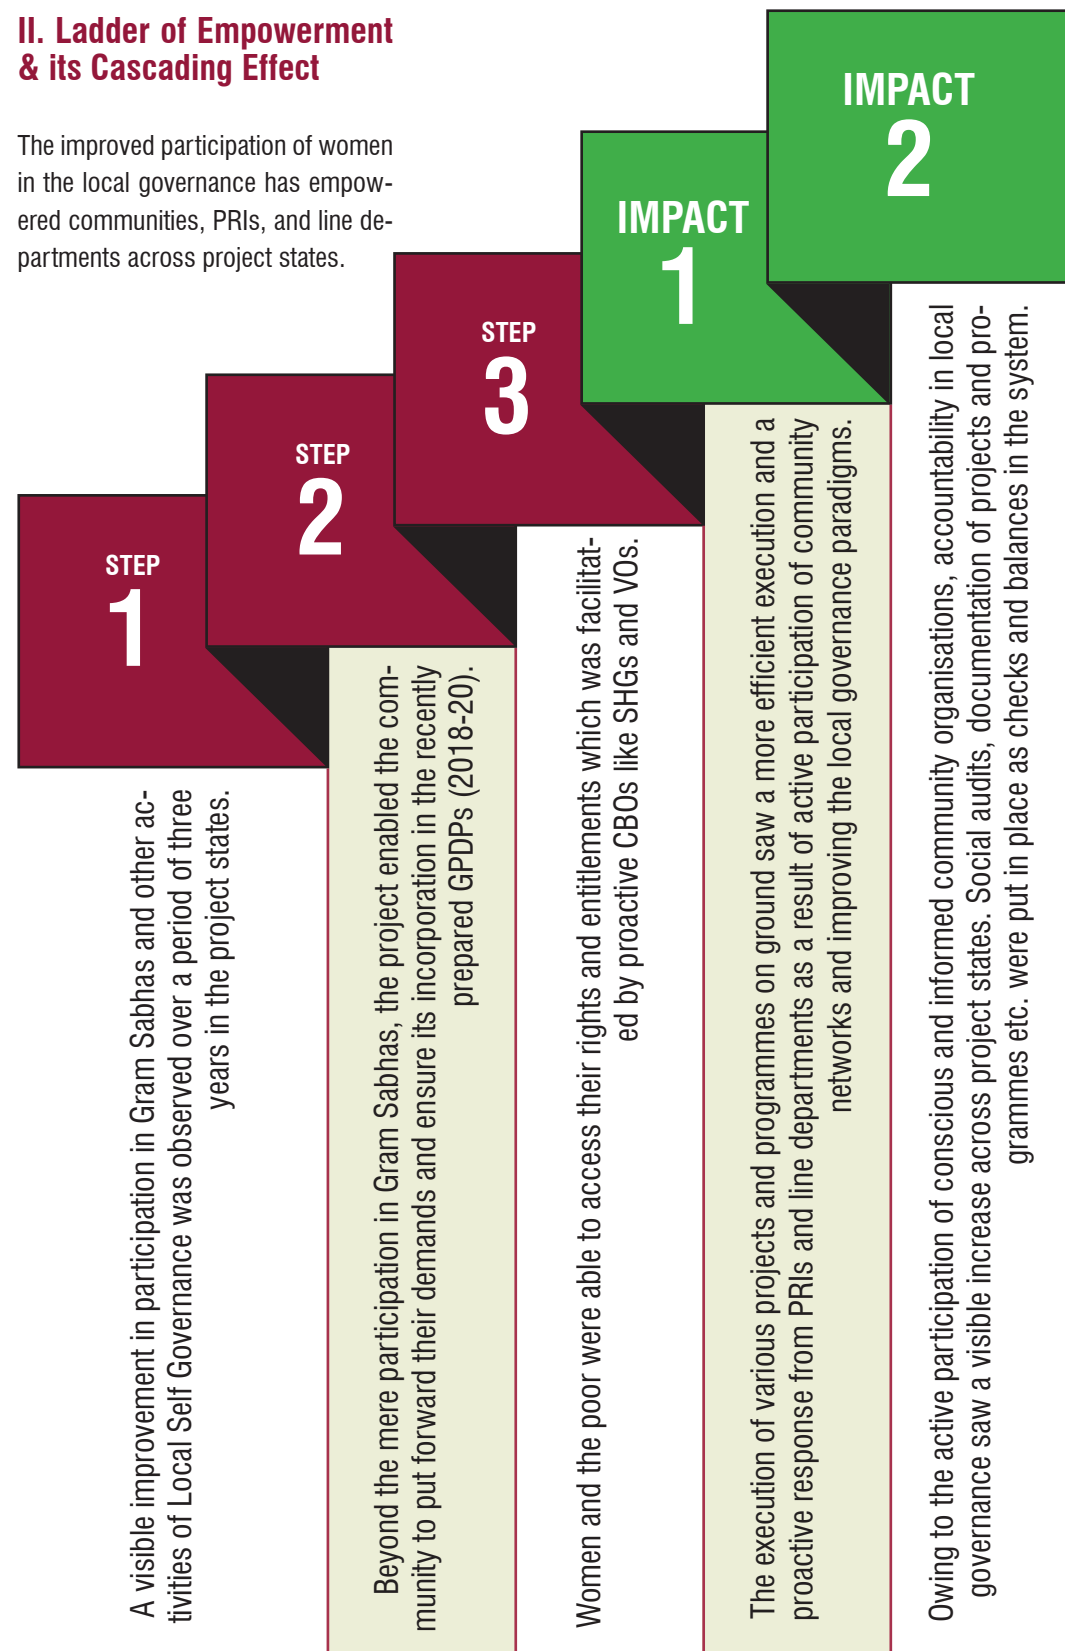 II. Ladder of Empowerment
& its Cascading Effect
The improved participation of women
in the local governance has empow-
ered communities, PRIs, and line de-
partments across project states.
STEP
1
A visible improvement in participation in Gram Sabhas and other ac-
tivities of Local Self Governance was observed over a period of three
years in the project states.
STEP
2
Beyond the mere participation in Gram Sabhas, the project enabled the com-
munity to put forward their demands and ensure its incorporation in the recently
prepared GPDPs (2018-20).
STEP
3
Women and the poor were able to access their rights and entitlements which was facilitat-
ed by proactive CBOs like SHGs and VOs.
IMPACT
1
The execution of various projects and programmes on ground saw a more efficient execution and a
proactive response from PRIs and line departments as a result of active participation of community
networks and improving the local governance paradigms.
IMPACT
2
Owing to the active participation of conscious and informed community organisations, accountability in local
governance saw a visible increase across project states. Social audits, documentation of projects and pro-
grammes etc. were put in place as checks and balances in the system.